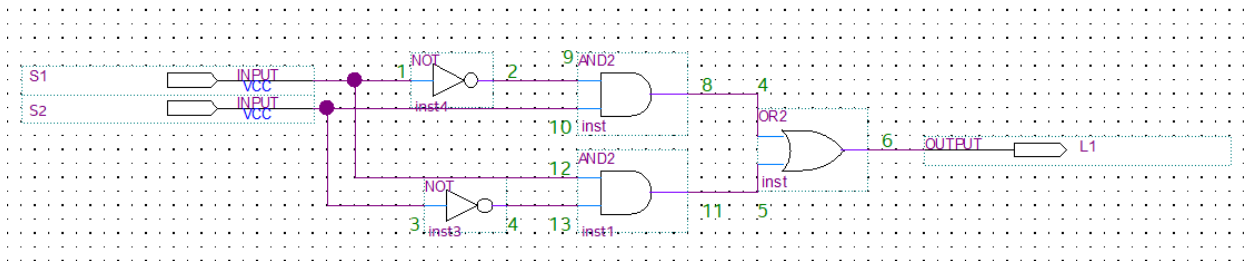 NOT
9
AND2
S1
INPUT
VCC
1
2
8
4
inst4
S2
INPUT
VCC
10
inst
OR2
6
OUTPUT
L1
12
AND2
NOT
inst
3
inst3
4
13
inst1
11
5